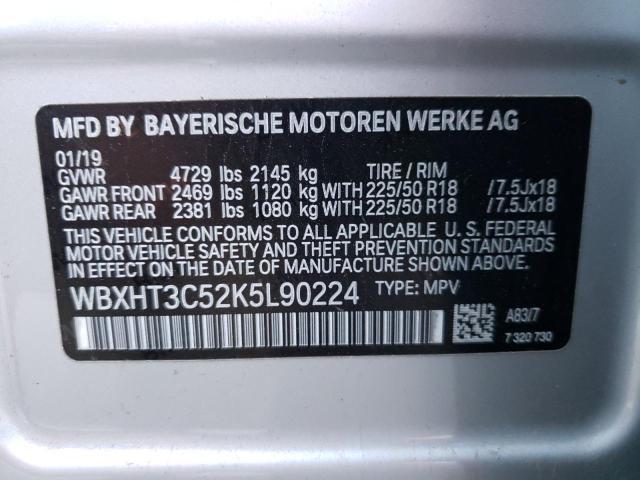 MFD BY BAYERISCHE MOTOREN WERKE AG
01/19
GVWR 4729 lbs 2145 kg TIRE / RIM
GAWR FRONT 2469 lbs 1120 kg WITH 225/50 R18 /7.5Jx18
GAWR REAR 2381 lbs 1080 kg WITH 225/50 R18 /7.5Jx18
THIS VEHICLE CONFORMS TO ALL APPLICABLE U. S. FEDERAL
MOTOR VEHICLE SAFETY AND THEFT PREVENTION STANDARDS
IN EFFECT ON THE DATE OF MANUFACTURE SHOWN ABOVE.
WBXHT3C52K5L90224 TYPE: MPV
A83/7
7 320 730